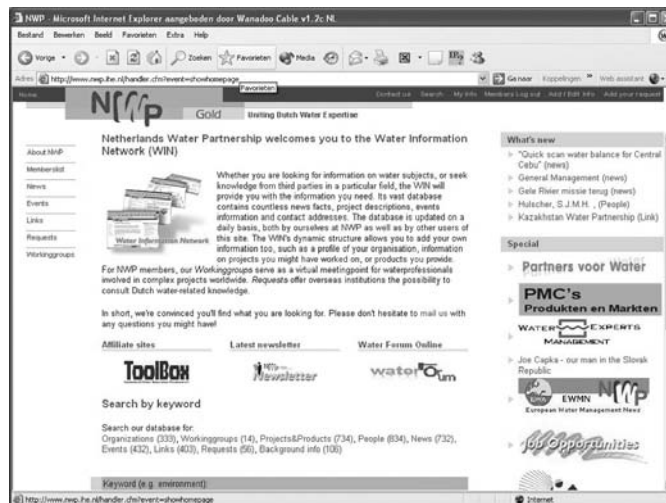 NWP - Microsoft Internet Explorer aangeboden door Wanadoo Cable v1.2c NL
Bestand Bewerken Beeld Favorieten Extra Help
Vorige Zoeken Favorieten Media
Adres http://www.nwp.ihe.nl/handler.cfm?event=showhomepage Ga naar Koppelingen Web assistant
Favorieten
Home Contact us Search My Info Members Log out Add / Edit Info Add your request
NWP Gold Uniting Dutch Water Expertise
About NWP
Memberslist
News
Events
Links
Requests
Workinggroups
Netherlands Water Partnership welcomes you to the Water Information
Network (WIN)
Water Information Network
Whether you are looking for information on water subjects, or seek
knowledge from third parties in a particular field, the WIN will
provide you with the information you need. Its vast database
contains countless news facts, project descriptions, events
information and contact addresses. The database is updated on a
daily basis, both by ourselves at NWP as well as by other users of
this site. The WIN's dynamic structure allows you to add your own
information too, such as a profile of your organisation, information
on projects you might have worked on, or products you provide.
For NWP members, our Workinggroups serve as a virtual meetingpoint for waterprofessionals
involved in complex projects worldwide. Requests offer overseas institutions the possibility to
consult Dutch water-related knowledge.
In short, we're convinced you'll find what you are looking for. Please don't hesitate to mail us with
any questions you might have!
Affiliate sites Latest newsletter Water Forum Online
ToolBox Newsletter water forum
Search by keyword
Search our database for:
Organizations (333), Workinggroups (14), Projects&Products (734), People (834), News (732),
Events (432), Links (403), Requests (56), Background info (106)
Keyword (e.g. environment):
What's new
"Quick scan water balance for Central
Cebu" (news)
General Management (news)
Gele Rivier missie terug (news)
Hulscher, S.J.M.H. , (People)
Kazakhstan Water Partnership (Link)
Special
Partners voor Water
PMC's
Produkten en Markten
WATER EXPERTS
MANAGEMENT
Joe Capka - our man in the Slovak
Republic
EWMN NWP
European Water Management News
Job Opportunities
http://www.nwp.ihe.nl/handler.cfm?event=showhomepage Internet